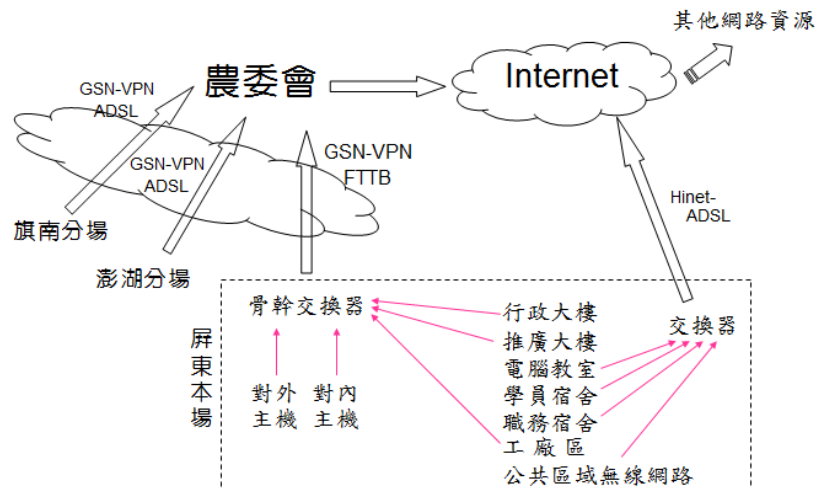 其他網路資源
農委會
Internet
GSN-VPN
ADSL
GSN-VPN
ADSL
GSN-VPN
FTTB
Hinet-
ADSL
旗南分場
澎湖分場
屏東本場
骨幹交換器
對外
主機
對內
主機
行政大樓
推廣大樓
電腦教室
學員宿舍
職務宿舍
工廠區
公共區域無線網路
交換器